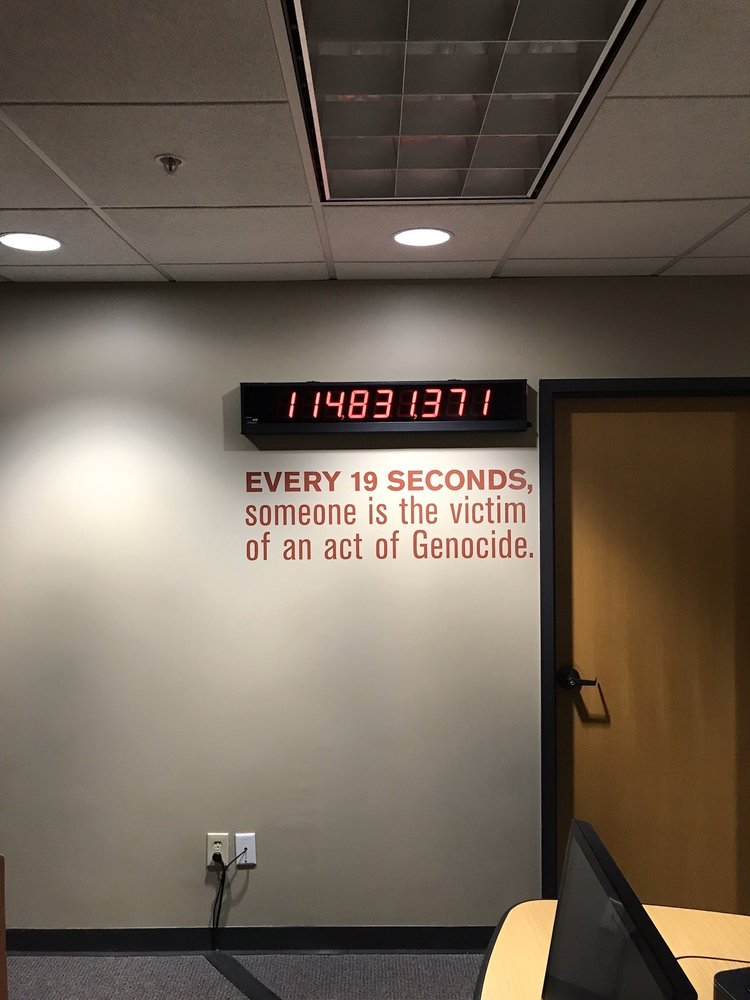 114,831,371
EVERY 19 SECONDS,
someone is the victim
of an act of Genocide.